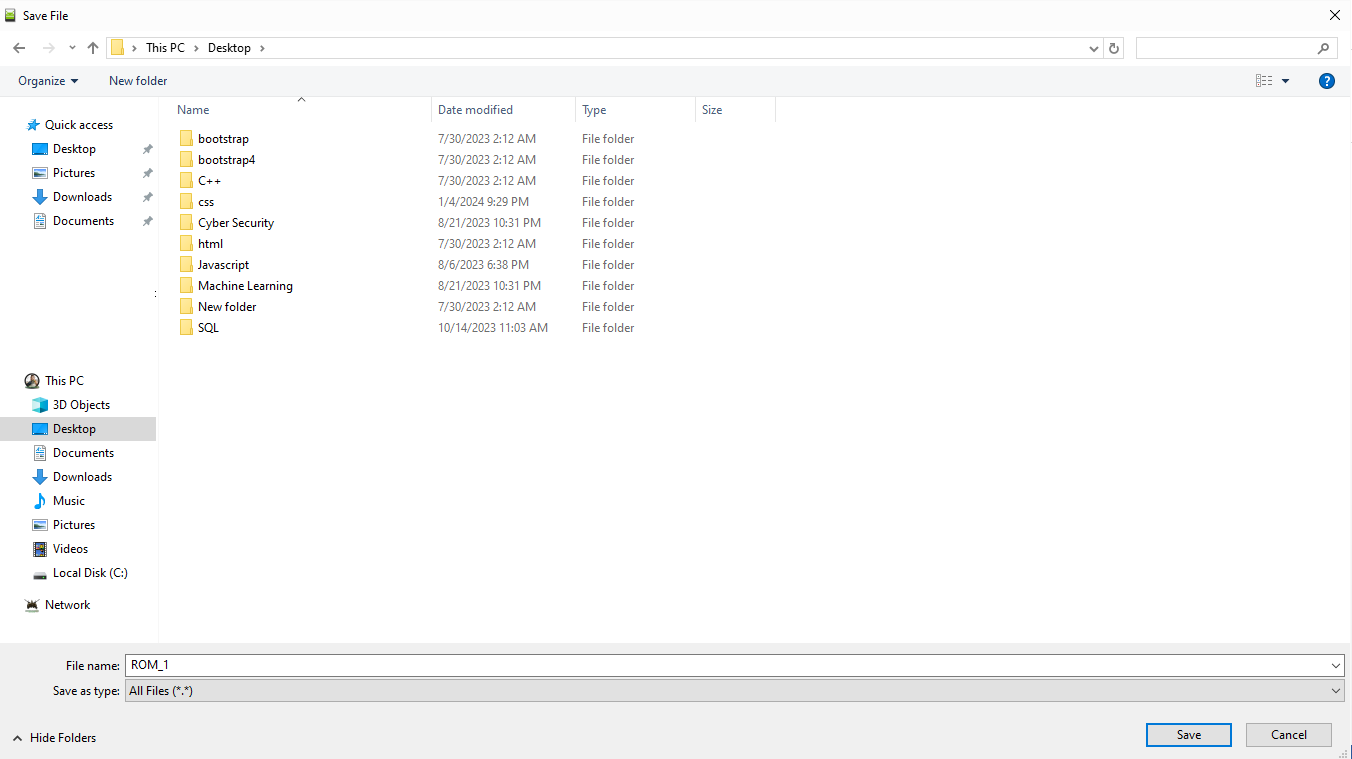 Save File
This PC > Desktop >
Organize New folder
Name Date modified Type Size
Quick access
Desktop
Pictures
Downloads
Documents
This PC
3D Objects
Desktop
Documents
Downloads
Music
Pictures
Videos
Local Disk (C:)
Network
bootstrap 7/30/2023 2:12 AM File folder
bootstrap4 7/30/2023 2:12 AM File folder
C++ 7/30/2023 2:12 AM File folder
css 1/4/2024 9:29 PM File folder
Cyber Security 8/21/2023 10:31 PM File folder
html 7/30/2023 2:12 AM File folder
Javascript 8/6/2023 6:38 PM File folder
Machine Learning 8/21/2023 10:31 PM File folder
New folder 7/30/2023 2:12 AM File folder
SQL 10/14/2023 11:03 AM File folder
File name: ROM_1
Save as type: All Files (*.*)
Hide Folders Save Cancel